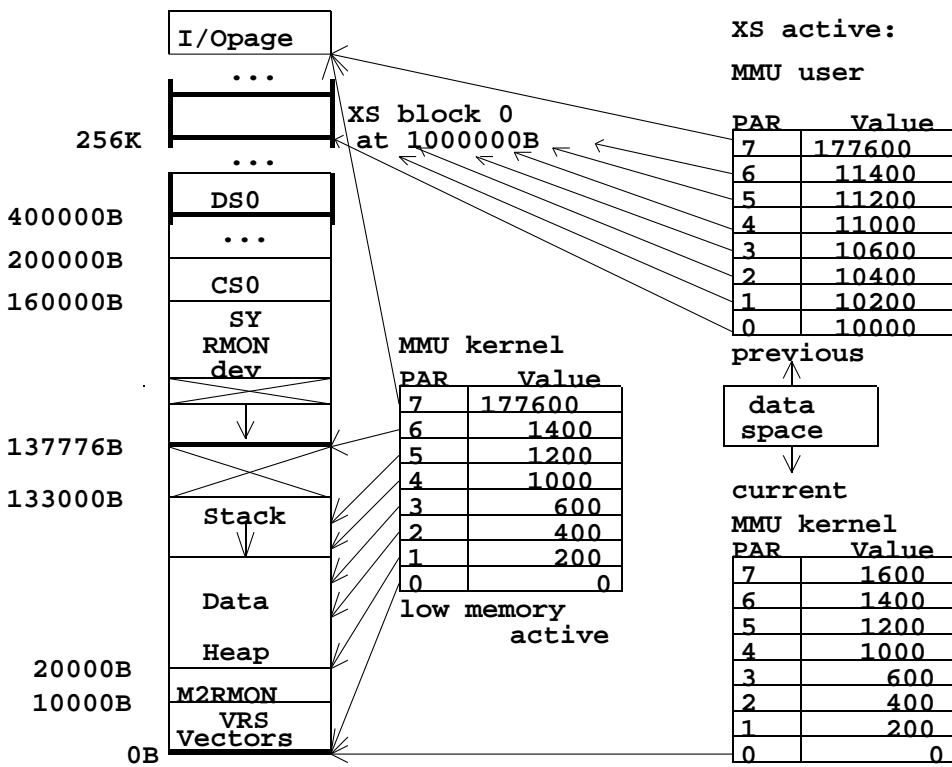 I/Opage
...
256K
...
DS0
400000B
...
200000B
CS0
160000B
SY
RMON
dev
137776B
133000B
Stack
Data
Heap
20000B
M2RMON
10000B
VRS
Vectors
0B
XS block 0
at 1000000B
MMU kernel
PAR Value
7 177600
6 1400
5 1200
4 1000
3 600
2 400
1 200
0 0
low memory
active
XS active:
MMU user
PAR Value
7 177600
6 11400
5 11200
4 11000
3 10600
2 10400
1 10200
0 10000
previous
data
space
current
MMU kernel
PAR Value
7 1600
6 1400
5 1200
4 1000
3 600
2 400
1 200
0 0